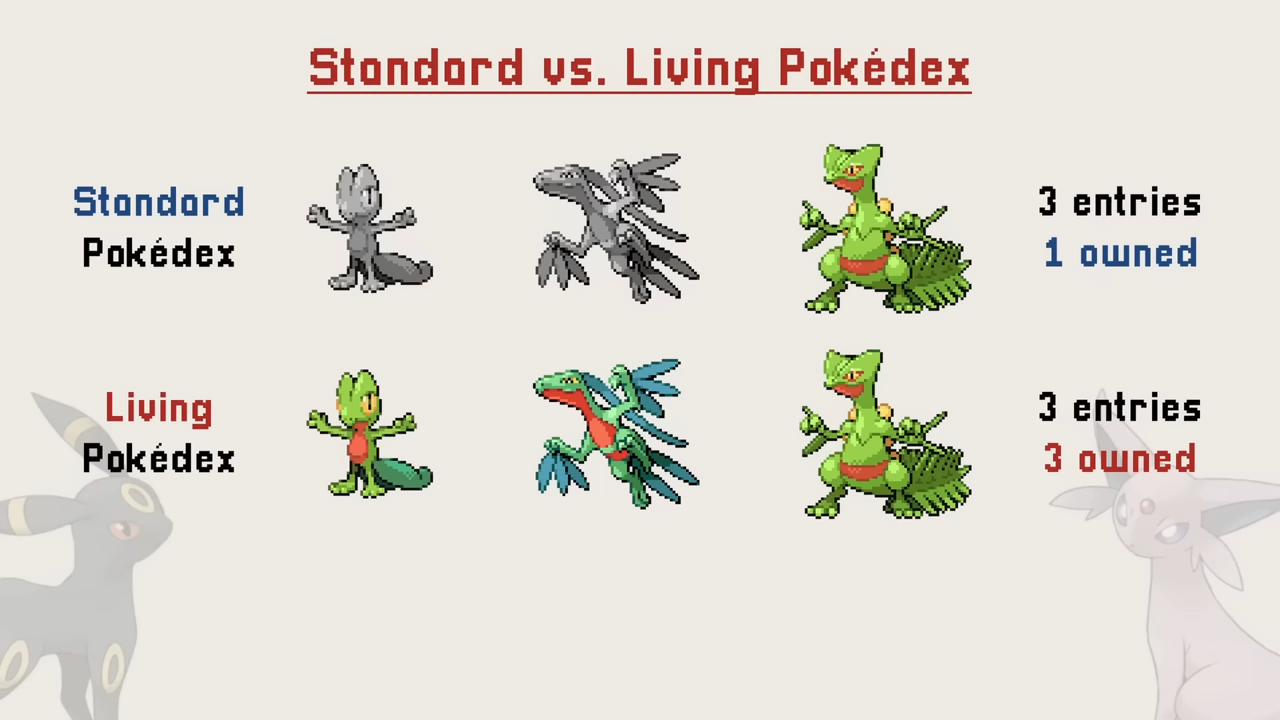 Standard vs. Living Pokédex
Standard
Pokédex
3 entries
1 owned
Living
Pokédex
3 entries
3 owned